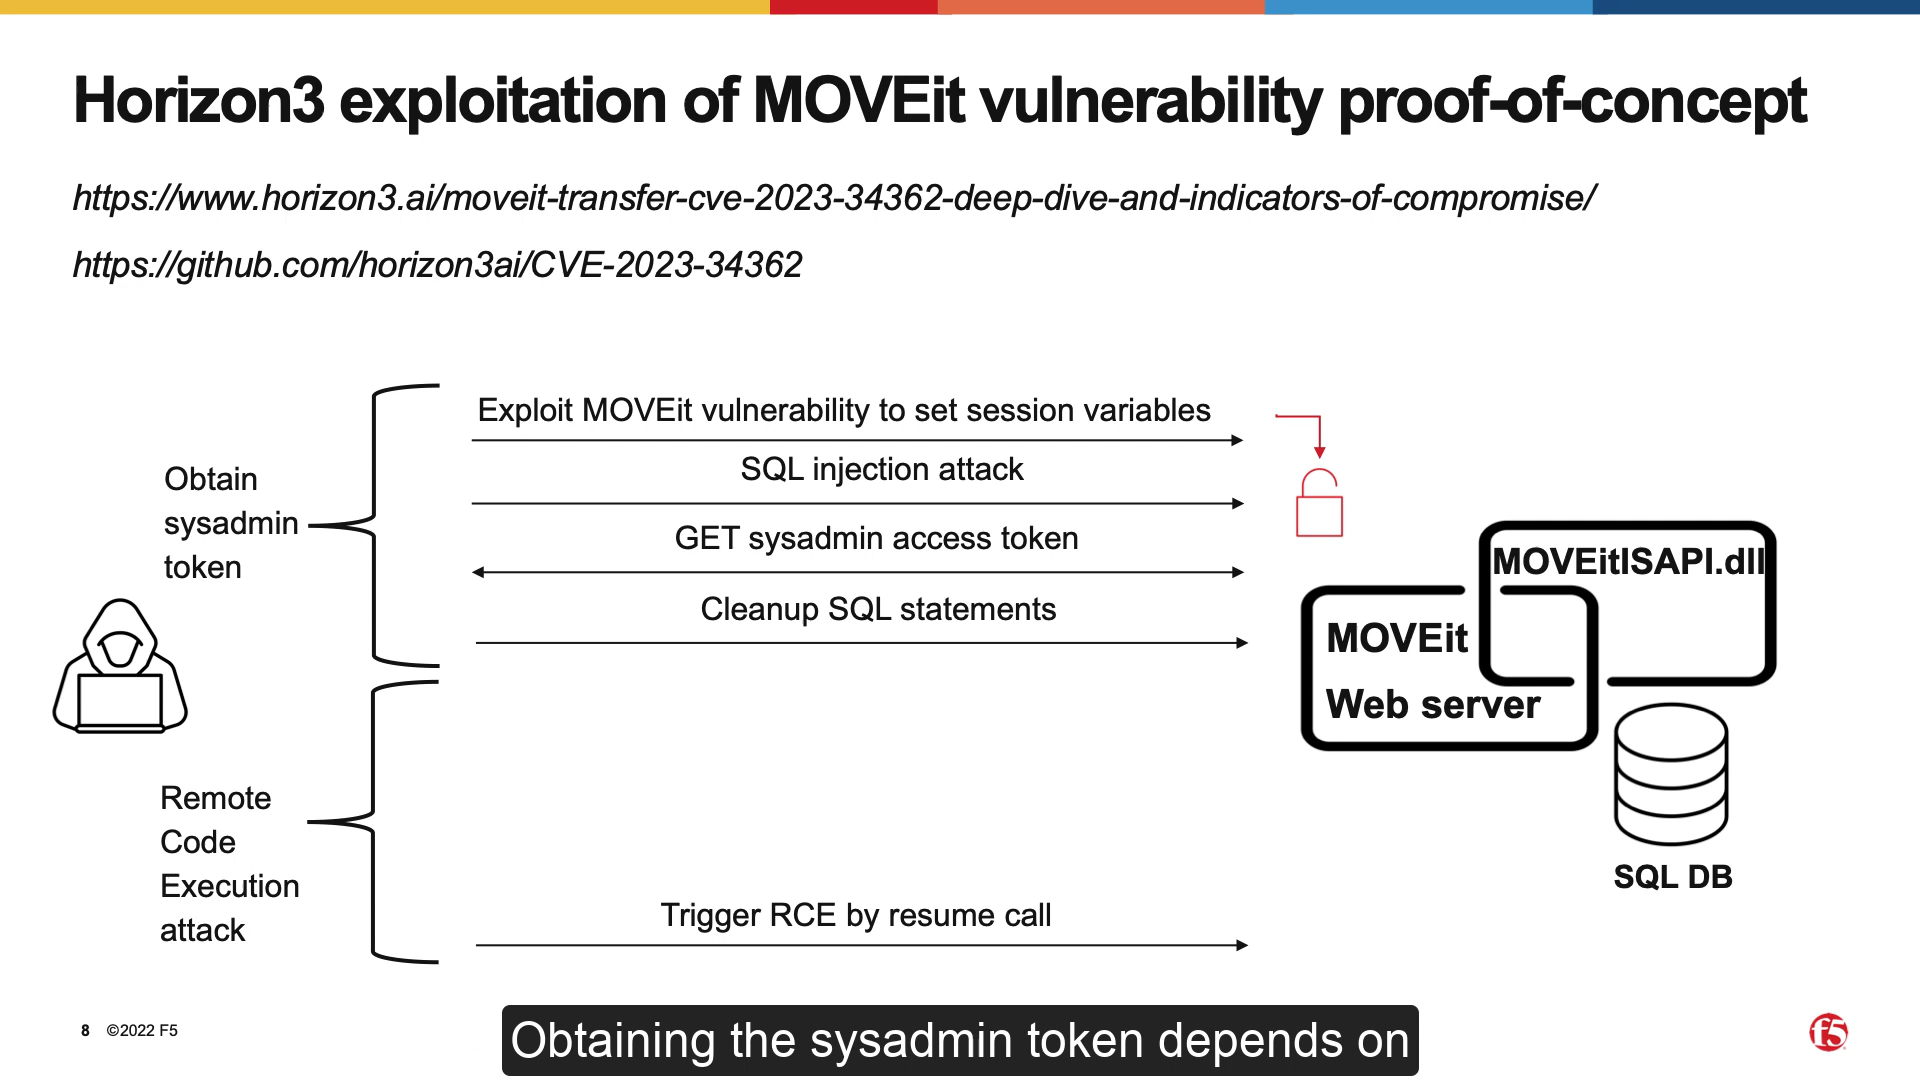 Horizon3 exploitation of MOVEit vulnerability proof-of-concept
https://www.horizon3.ai/moveit-transfer-cve-2023-34362-deep-dive-and-indicators-of-compromise/
https://github.com/horizon3ai/CVE-2023-34362
Obtain
sysadmin
token
Exploit MOVEit vulnerability to set session variables
SQL injection attack
GET sysadmin access token
Cleanup SQL statements
MOVEitISAPI.dll
MOVEit
Web server
SQL DB
Remote
Code
Execution
attack
Trigger RCE by resume call
8 ©2022 F5
Obtaining the sysadmin token depends on
f5